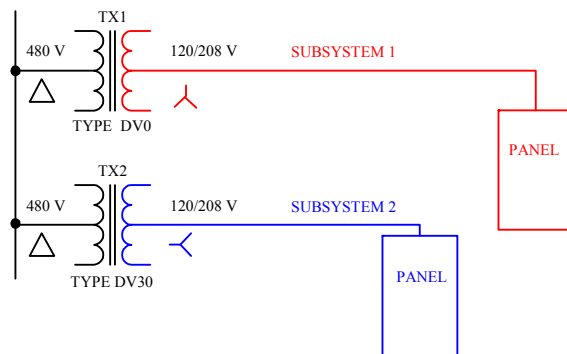 TX1
480 V
120/208 V
SUBSYSTEM 1
TYPE DV0
PANEL
TX2
480 V
120/208 V
SUBSYSTEM 2
TYPE DV30
PANEL